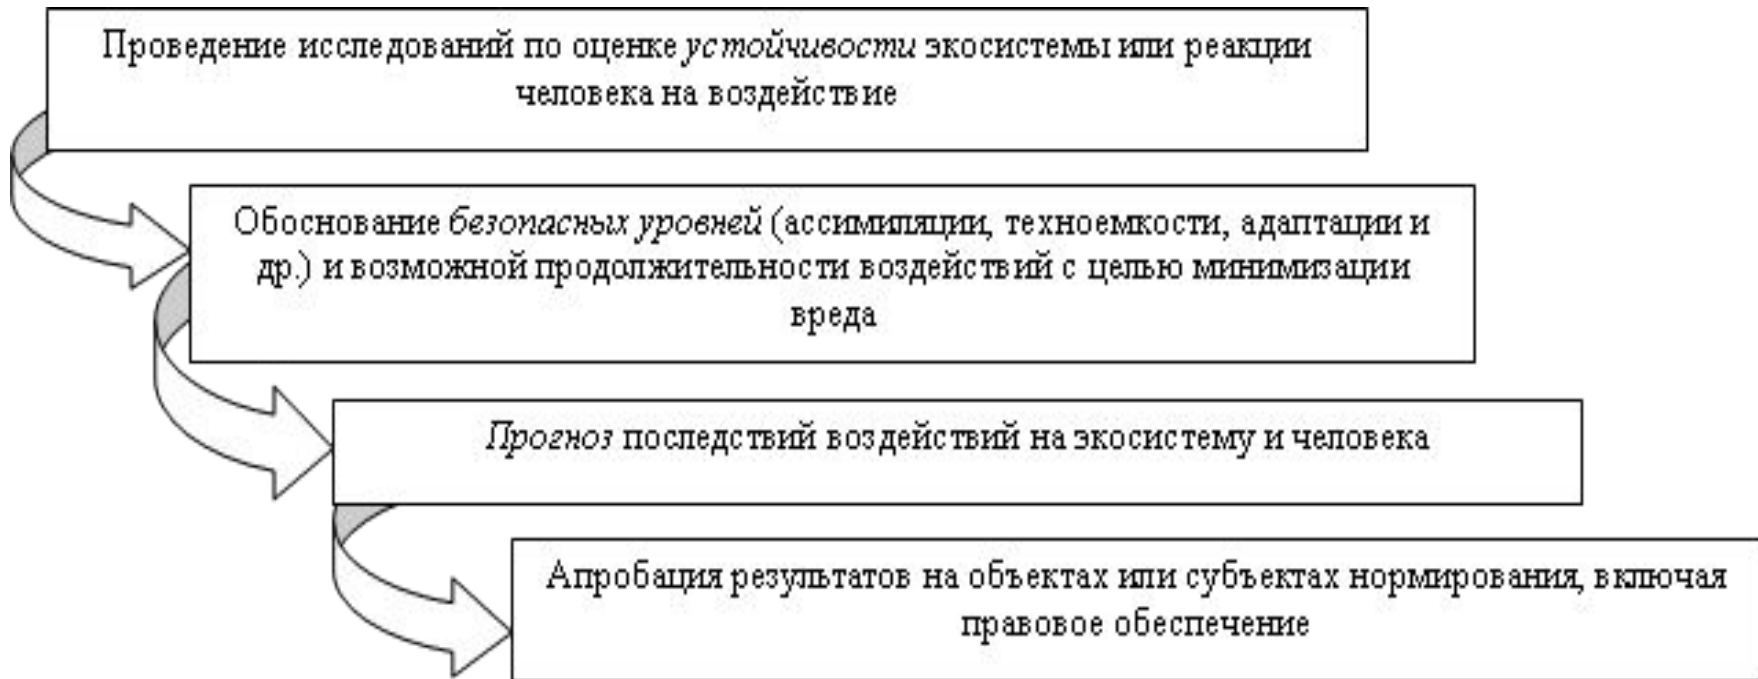 Проведение исследований по оценке устойчивости экосистемы или реакции
человека на воздействие
Обоснование безопасных уровней (ассимиляции, техноемкости, адаптации и
др.) и возможной продолжительности воздействий с целью минимизации
вреда
Прогноз последствий воздействий на экосистему и человека
Апробация результатов на объектах или субъектах нормирования, включая
правовое обеспечение